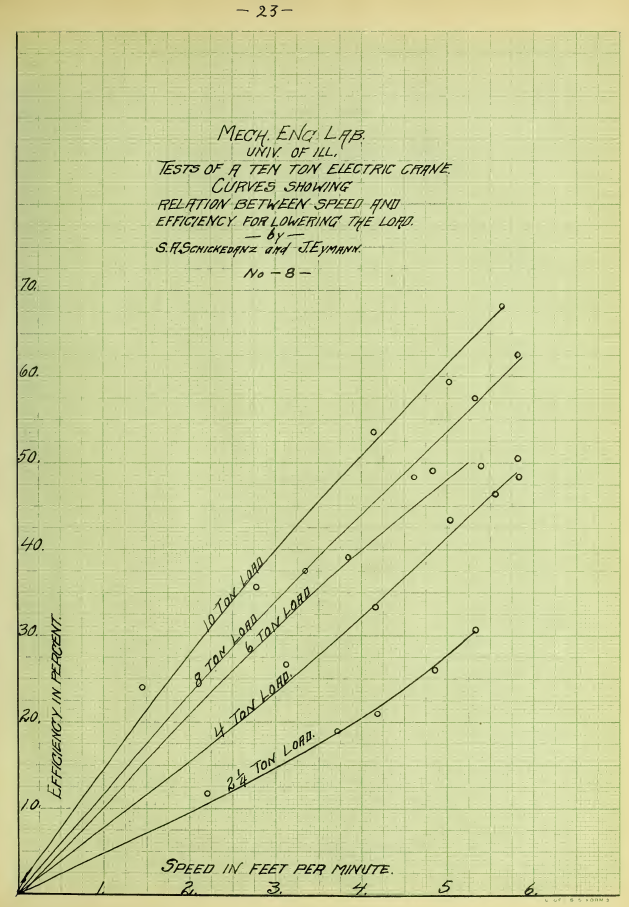 - 23 -
MECH. ENG. LAB.
UNIV. OF ILL.
TESTS OF A TEN TON ELECTRIC CRANE.
CURVES SHOWING
RELATION BETWEEN SPEED AND
EFFICIENCY FOR LOWERING THE LOAD.
— by —
S.A. SCHICKEDANZ and J. EYMANN.
No - 8 -
70.
60.
50.
40.
30.
20.
10.
EFFICIENCY IN PERCENT.
10 TON LOAD
8 TON LOAD
6 TON LOAD
4 TON LOAD.
2 1/4 TON LOAD.
SPEED IN FEET PER MINUTE.
1. 2. 3. 4. 5 6.